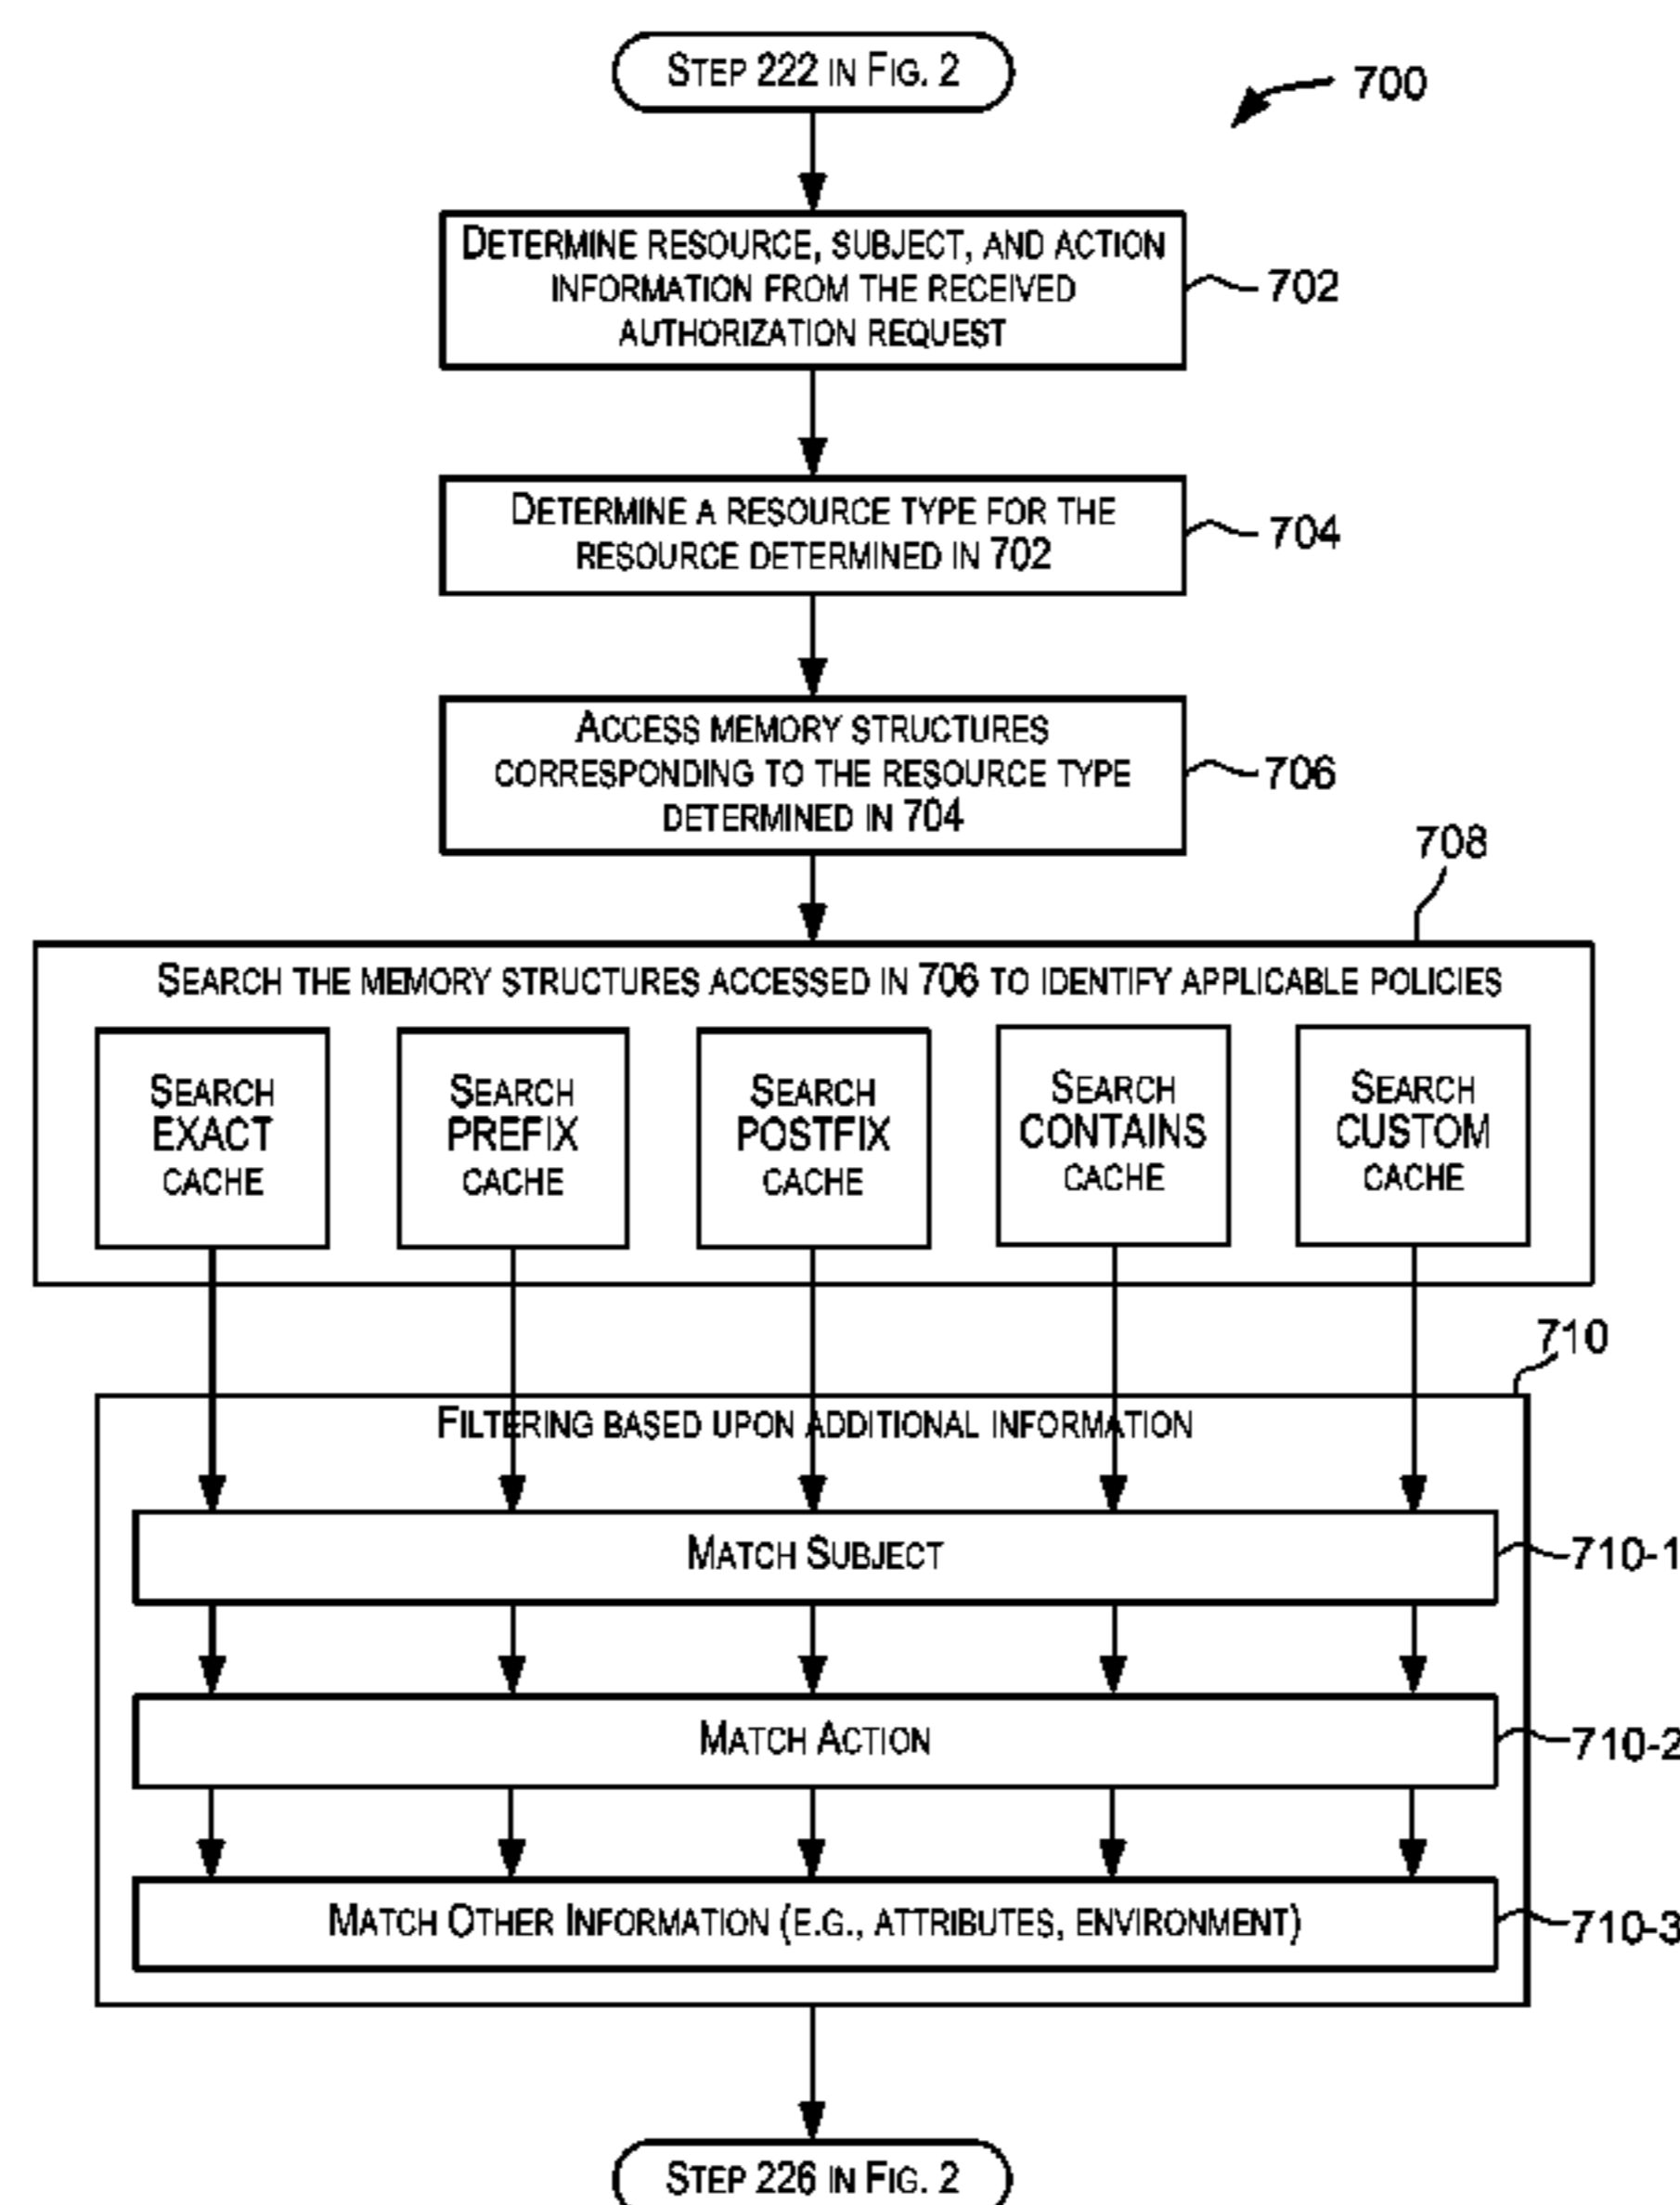 Step 222 in Fig. 2
700
Determine resource, subject, and action
information from the received
authorization request
702
Determine a resource type for the
resource determined in 702
704
Access memory structures
corresponding to the resource type
determined in 704
706
708
Search the memory structures accessed in 706 to identify applicable policies
Search
EXACT
cache
Search
PREFIX
cache
Search
POSTFIX
cache
Search
CONTAINS
cache
Search
CUSTOM
cache
710
Filtering based upon additional information
Match Subject
710-1
Match Action
710-2
Match Other Information (e.g., attributes, environment)
710-3
Step 226 in Fig. 2